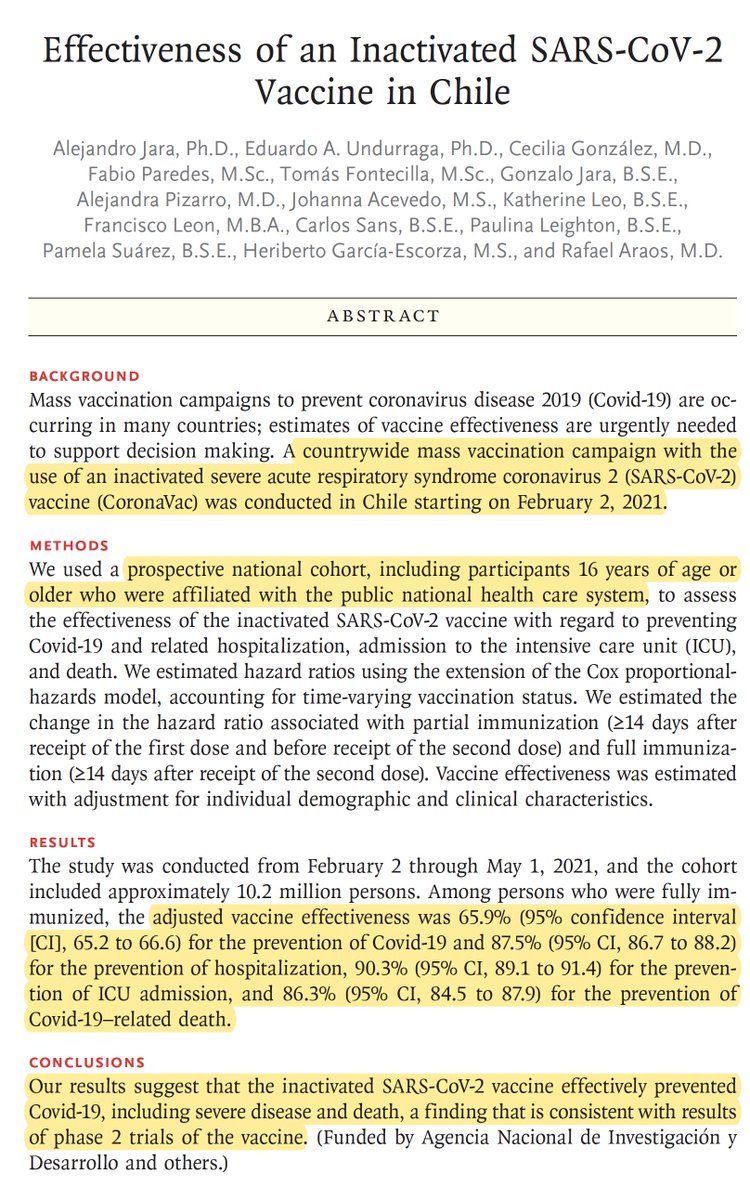 Effectiveness of an Inactivated SARS-CoV-2
Vaccine in Chile
Alejandro Jara, Ph.D., Eduardo A. Undurraga, Ph.D., Cecilia González, M.D.,
Fabio Paredes, M.Sc., Tomás Fontecilla, M.Sc., Gonzalo Jara, B.S.E.,
Alejandra Pizarro, M.D., Johanna Acevedo, M.S., Katherine Leo, B.S.E.,
Francisco Leon, M.B.A., Carlos Sans, B.S.E., Paulina Leighton, B.S.E.,
Pamela Suárez, B.S.E., Heriberto García-Escorza, M.S., and Rafael Araos, M.D.
ABSTRACT
BACKGROUND
Mass vaccination campaigns to prevent coronavirus disease 2019 (Covid-19) are oc-
curring in many countries; estimates of vaccine effectiveness are urgently needed
to support decision making. A countrywide mass vaccination campaign with the
use of an inactivated severe acute respiratory syndrome coronavirus 2 (SARS-CoV-2)
vaccine (CoronaVac) was conducted in Chile starting on February 2, 2021.
METHODS
We used a prospective national cohort, including participants 16 years of age or
older who were affiliated with the public national health care system, to assess
the effectiveness of the inactivated SARS-CoV-2 vaccine with regard to preventing
Covid-19 and related hospitalization, admission to the intensive care unit (ICU),
and death. We estimated hazard ratios using the extension of the Cox proportional-
hazards model, accounting for time-varying vaccination status. We estimated the
change in the hazard ratio associated with partial immunization (≥14 days after
receipt of the first dose and before receipt of the second dose) and full immuniza-
tion (≥14 days after receipt of the second dose). Vaccine effectiveness was estimated
with adjustment for individual demographic and clinical characteristics.
RESULTS
The study was conducted from February 2 through May 1, 2021, and the cohort
included approximately 10.2 million persons. Among persons who were fully im-
munized, the adjusted vaccine effectiveness was 65.9% (95% confidence interval
[CI], 65.2 to 66.6) for the prevention of Covid-19 and 87.5% (95% CI, 86.7 to 88.2)
for the prevention of hospitalization, 90.3% (95% CI, 89.1 to 91.4) for the preven-
tion of ICU admission, and 86.3% (95% CI, 84.5 to 87.9) for the prevention of
Covid-19–related death.
CONCLUSIONS
Our results suggest that the inactivated SARS-CoV-2 vaccine effectively prevented
Covid-19, including severe disease and death, a finding that is consistent with results
of phase 2 trials of the vaccine. (Funded by Agencia Nacional de Investigación y
Desarrollo and others.)